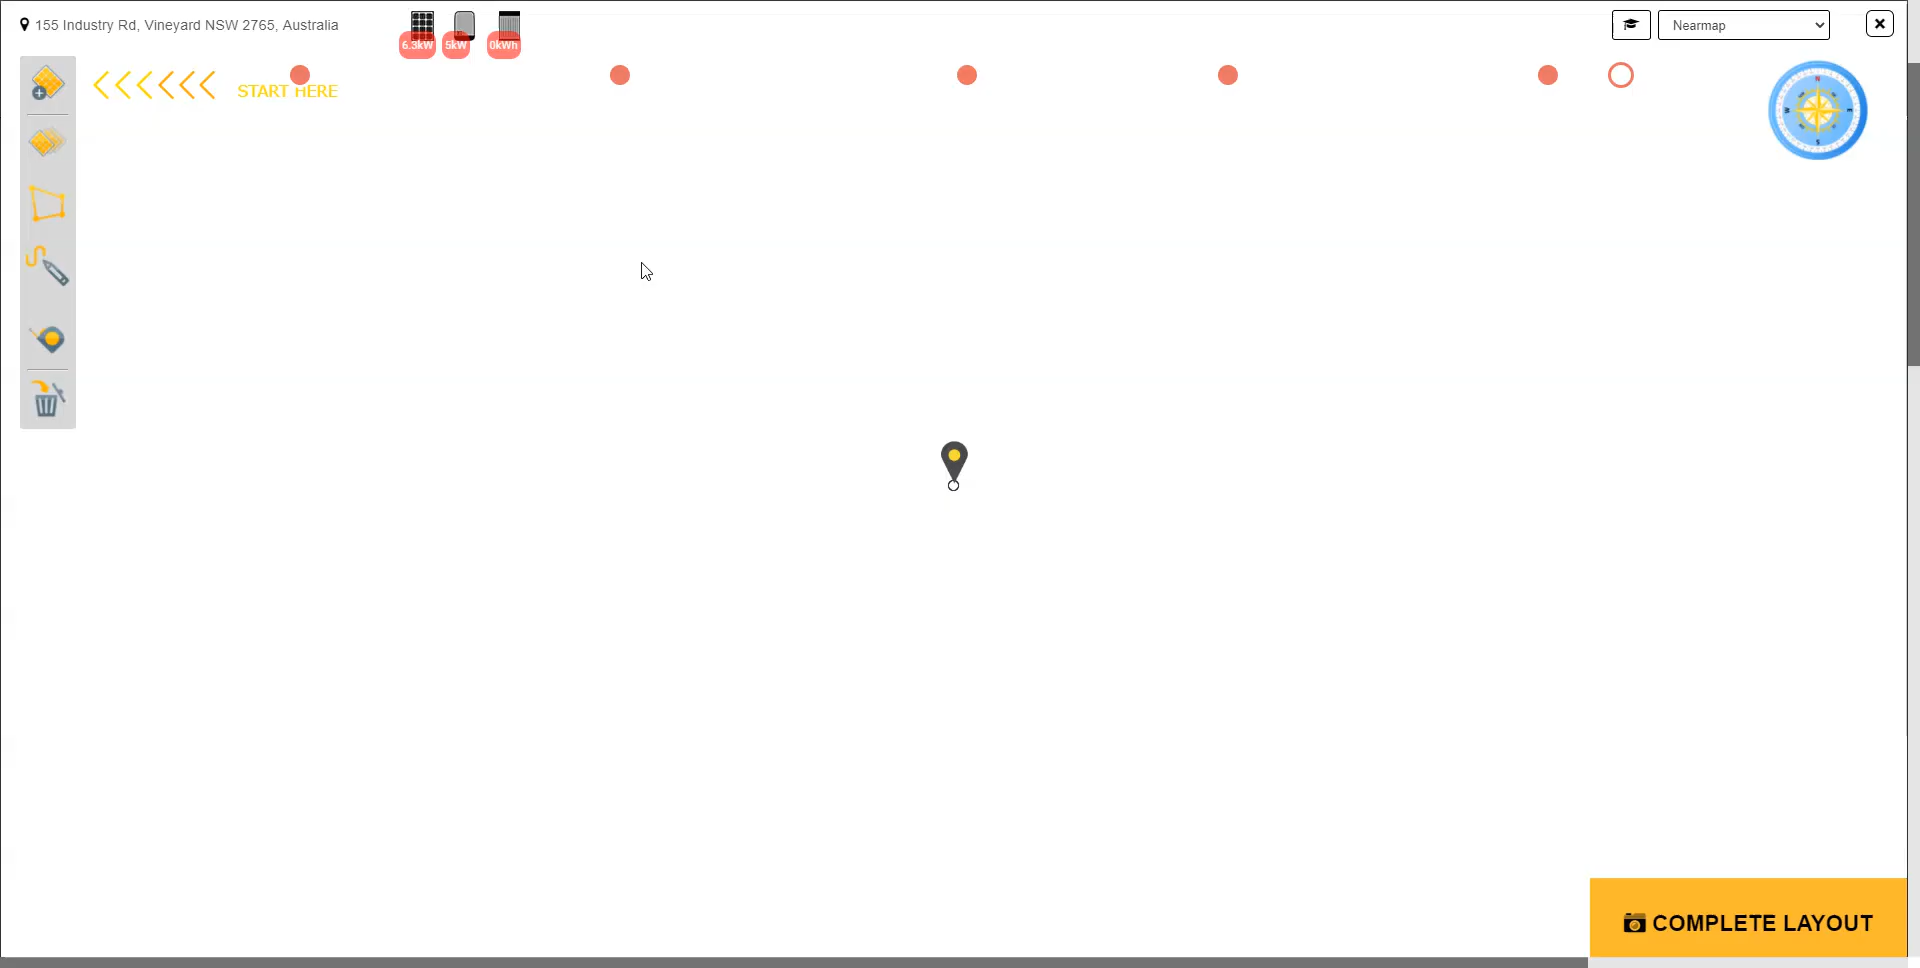 155 Industry Rd, Vineyard NSW 2765, Australia
6.3kW
5kW
0kWh
Nearmap
START HERE
N
E
S
W
COMPLETE LAYOUT